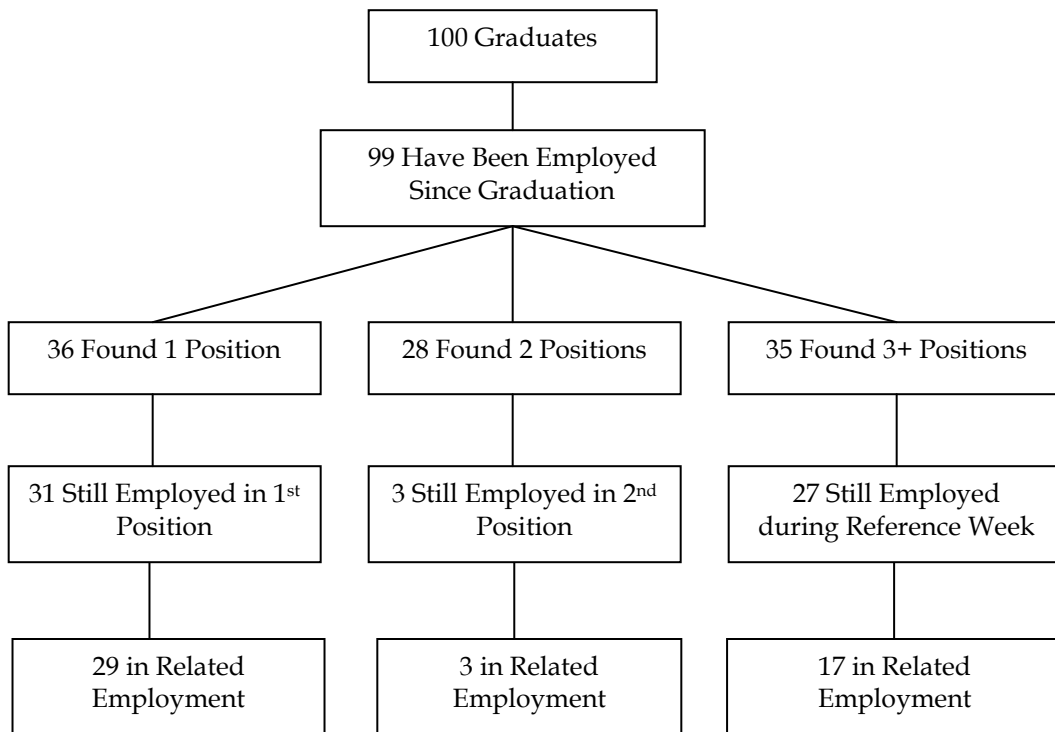 100 Graduates
99 Have Been Employed
Since Graduation
36 Found 1 Position
28 Found 2 Positions
35 Found 3+ Positions
31 Still Employed in 1st
Position
3 Still Employed in 2nd
Position
27 Still Employed
during Reference Week
29 in Related
Employment
3 in Related
Employment
17 in Related
Employment